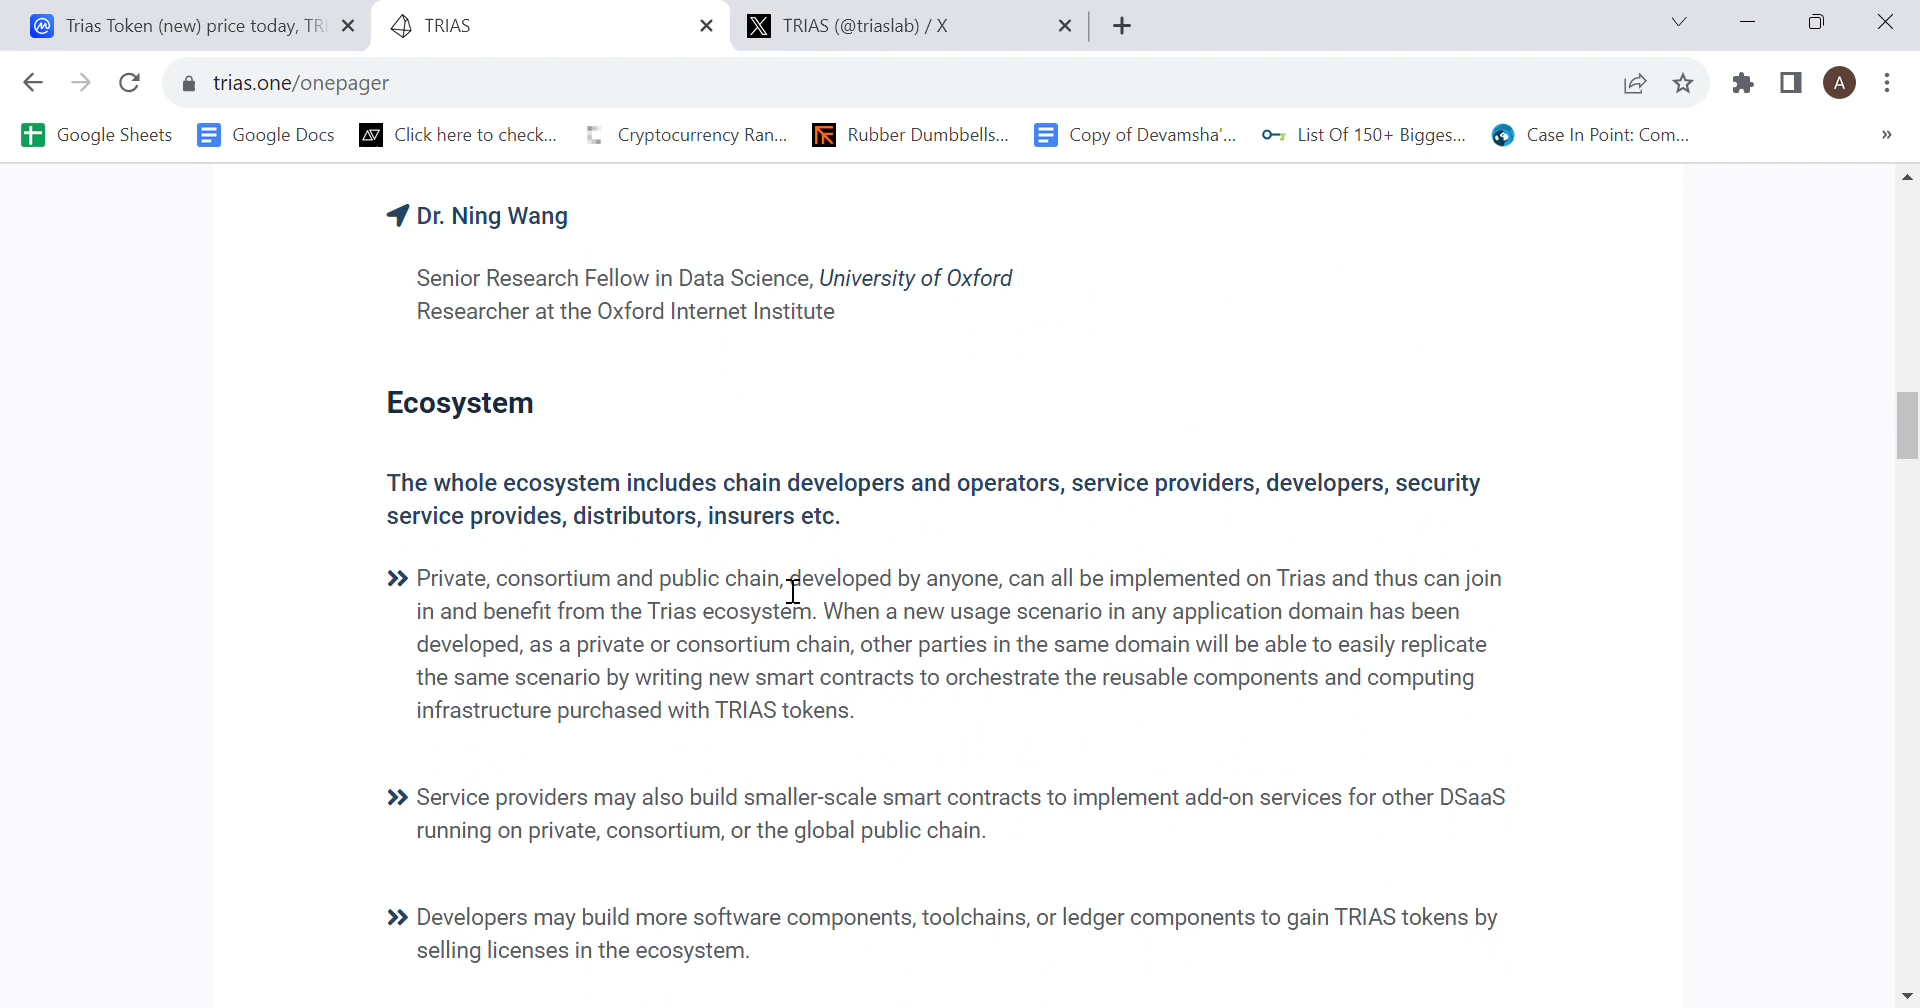 Trias Token (new) price today, TRI
TRIAS
TRIAS (@triaslab) / X
trias.one/onepager
A
Google Sheets
Google Docs
Click here to check...
Cryptocurrency Ran...
Rubber Dumbbells...
Copy of Devamsha'...
List Of 150+ Bigges...
Case In Point: Com...
Dr. Ning Wang
Senior Research Fellow in Data Science, University of Oxford
Researcher at the Oxford Internet Institute
Ecosystem
The whole ecosystem includes chain developers and operators, service providers, developers, security
service provides, distributors, insurers etc.
Private, consortium and public chain, developed by anyone, can all be implemented on Trias and thus can join
in and benefit from the Trias ecosystem. When a new usage scenario in any application domain has been
developed, as a private or consortium chain, other parties in the same domain will be able to easily replicate
the same scenario by writing new smart contracts to orchestrate the reusable components and computing
infrastructure purchased with TRIAS tokens.
Service providers may also build smaller-scale smart contracts to implement add-on services for other DSaaS
running on private, consortium, or the global public chain.
Developers may build more software components, toolchains, or ledger components to gain TRIAS tokens by
selling licenses in the ecosystem.